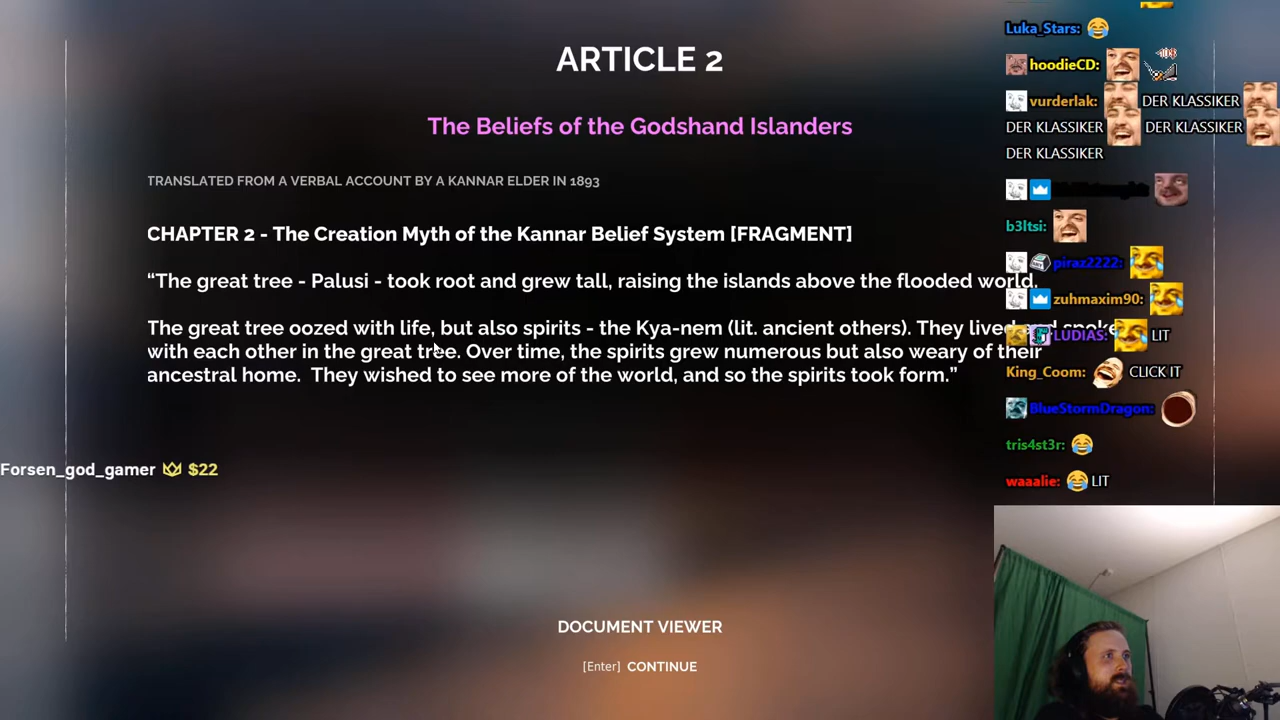 ARTICLE 2
The Beliefs of the Godshand Islanders
TRANSLATED FROM A VERBAL ACCOUNT BY A KANNAR ELDER IN 1893
CHAPTER 2 - The Creation Myth of the Kannar Belief System [FRAGMENT]
“The great tree - Palusi - took root and grew tall, raising the islands above the flooded world.
The great tree oozed with life, but also spirits - the Kya-nem (lit. ancient others). They lived and spoke
with each other in the great tree. Over time, the spirits grew numerous but also weary of their
ancestral home.  They wished to see more of the world, and so the spirits took form.”
Forsen_god_gamer $22
DOCUMENT VIEWER
[Enter] CONTINUE
Luka_Stars:
hoodieCD:
vurderlak: DER KLASSIKER
DER KLASSIKER DER KLASSIKER
DER KLASSIKER
b3ltsi:
piraz2222:
zuhmaxim90:
LUDIAS: LIT
King_Coom: CLICK IT
BlueStormDragon:
tris4st3r:
waaalie: LIT